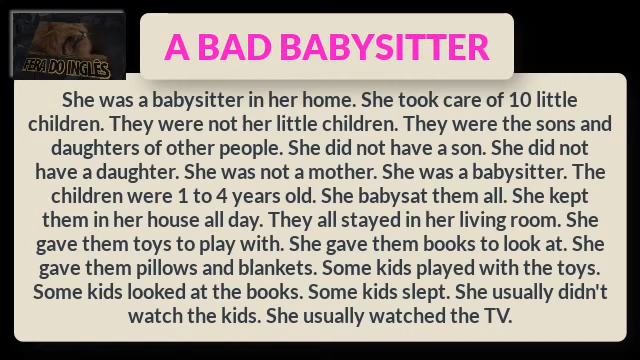 FERA DO INGLÊS
A BAD BABYSITTER
She was a babysitter in her home. She took care of 10 little
children. They were not her little children. They were the sons and
daughters of other people. She did not have a son. She did not
have a daughter. She was not a mother. She was a babysitter. The
children were 1 to 4 years old. She babysat them all. She kept
them in her house all day. They all stayed in her living room. She
gave them toys to play with. She gave them books to look at. She
gave them pillows and blankets. Some kids played with the toys.
Some kids looked at the books. Some kids slept. She usually didn't
watch the kids. She usually watched the TV.